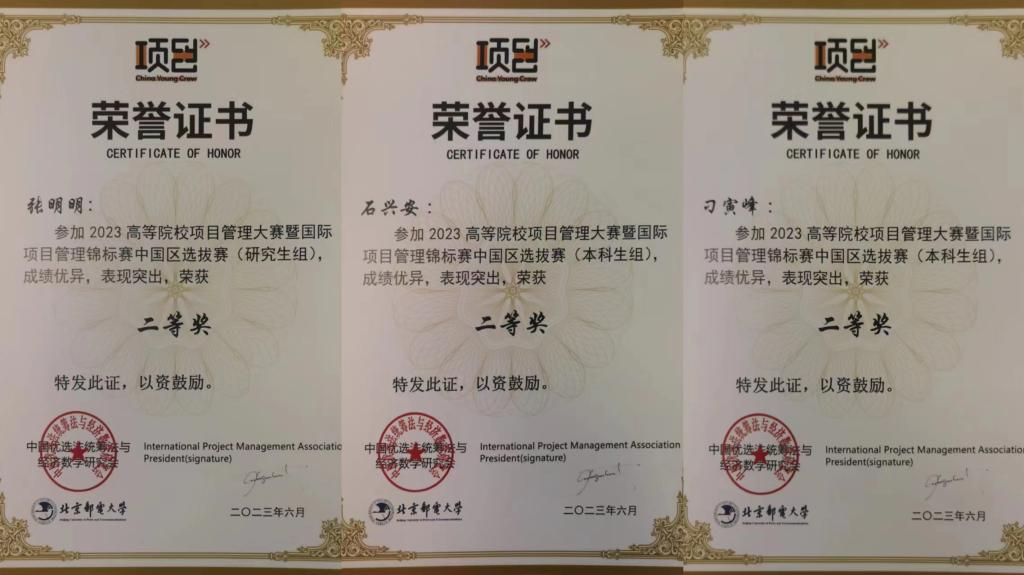 项目
China Young Crew
荣誉证书
CERTIFICATE OF HONOR
张明明：
参加 2023 高等院校项目管理大赛暨国际
项目管理锦标赛中国区选拔赛（研究生组），
成绩优异，表现突出，荣获
二等奖
特发此证，以资鼓励。
中国优选法统筹法与
经济数学研究会
International Project Management Association
President(signature)
北京邮电大学
二〇二三年六月
China Young Crew
荣誉证书
CERTIFICATE OF HONOR
石兴安：
参加 2023 高等院校项目管理大赛暨国际
项目管理锦标赛中国区选拔赛（本科生组），
成绩优异，表现突出，荣获
二等奖
特发此证，以资鼓励。
中国优选法统筹法与
经济数学研究会
International Project Management Association
President(signature)
北京邮电大学
二〇二三年六月
China Young Crew
荣誉证书
CERTIFICATE OF HONOR
刁寅峰：
参加 2023 高等院校项目管理大赛暨国际
项目管理锦标赛中国区选拔赛（本科生组），
成绩优异，表现突出，荣获
二等奖
特发此证，以资鼓励。
中国优选法统筹法与
经济数学研究会
International Project Management Association
President(signature)
北京邮电大学
二〇二三年六月